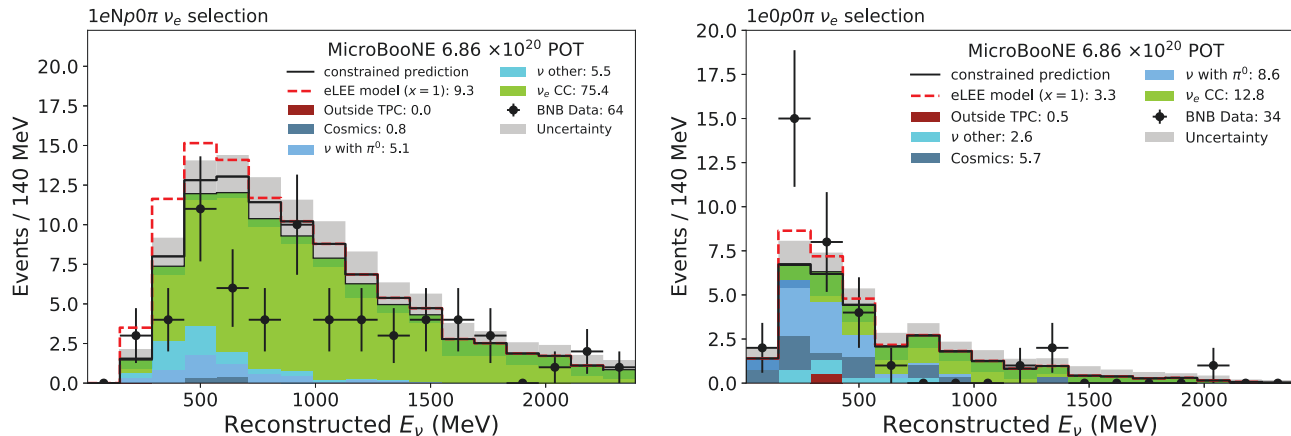 1eNp0π νe selection
MicroBooNE 6.86 ×10²⁰ POT
constrained prediction
eLEE model (x = 1): 9.3
Outside TPC: 0.0
Cosmics: 0.8
ν with π⁰: 5.1
ν other: 5.5
νe CC: 75.4
BNB Data: 64
Uncertainty
Events / 140 MeV
20.0
17.5
15.0
12.5
10.0
7.5
5.0
2.5
0.0
500
1000
1500
2000
Reconstructed Eν (MeV)
1e0p0π νe selection
MicroBooNE 6.86 ×10²⁰ POT
constrained prediction
eLEE model (x = 1): 3.3
Outside TPC: 0.5
ν other: 2.6
Cosmics: 5.7
ν with π⁰: 8.6
νe CC: 12.8
BNB Data: 34
Uncertainty
Events / 140 MeV
20.0
17.5
15.0
12.5
10.0
7.5
5.0
2.5
0.0
500
1000
1500
2000
Reconstructed Eν (MeV)